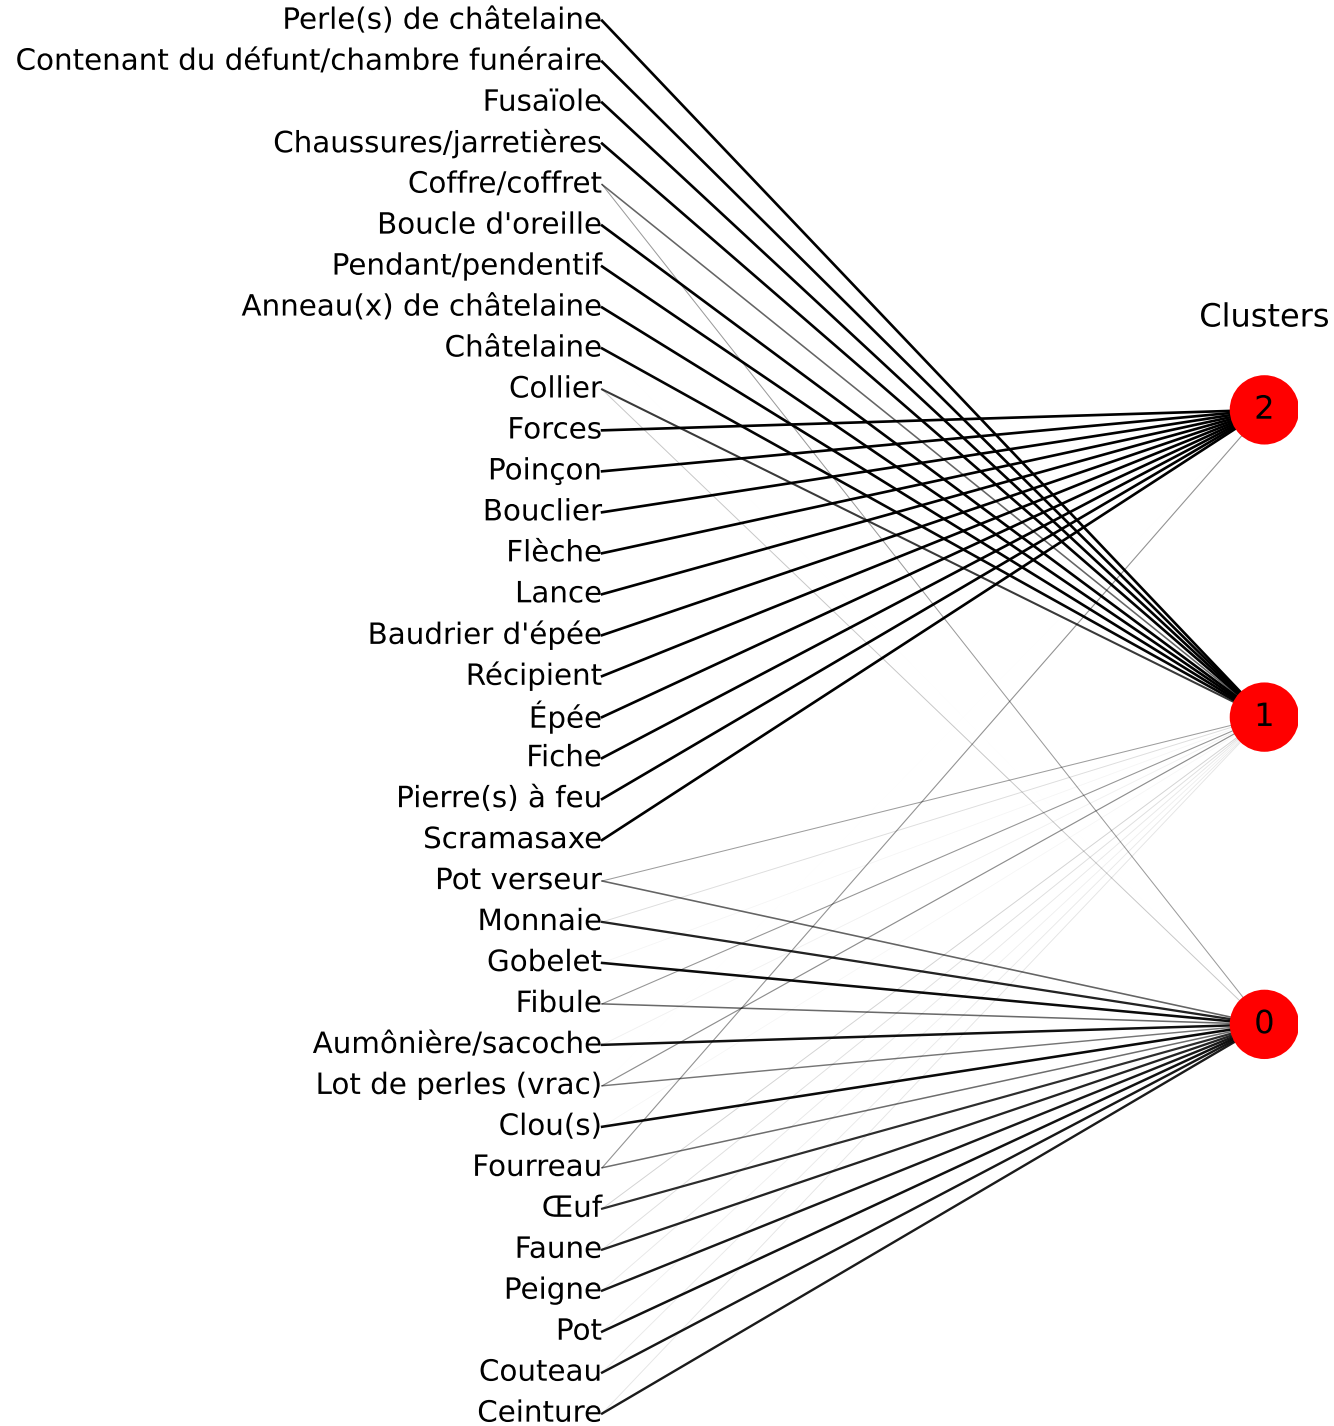 Perle(s) de châtelaine
Contenant du défunt/chambre funéraire
Fusaïole
Chaussures/jarretières
Coffre/coffret
Boucle d'oreille
Pendant/pendentif
Anneau(x) de châtelaine
Châtelaine
Collier
Forces
Poinçon
Bouclier
Flèche
Lance
Baudrier d'épée
Récipient
Épée
Fiche
Pierre(s) à feu
Scramasaxe
Pot verseur
Monnaie
Gobelet
Fibule
Aumônière/sacoche
Lot de perles (vrac)
Clou(s)
Fourreau
Œuf
Faune
Peigne
Pot
Couteau
Ceinture
Clusters
2
1
0